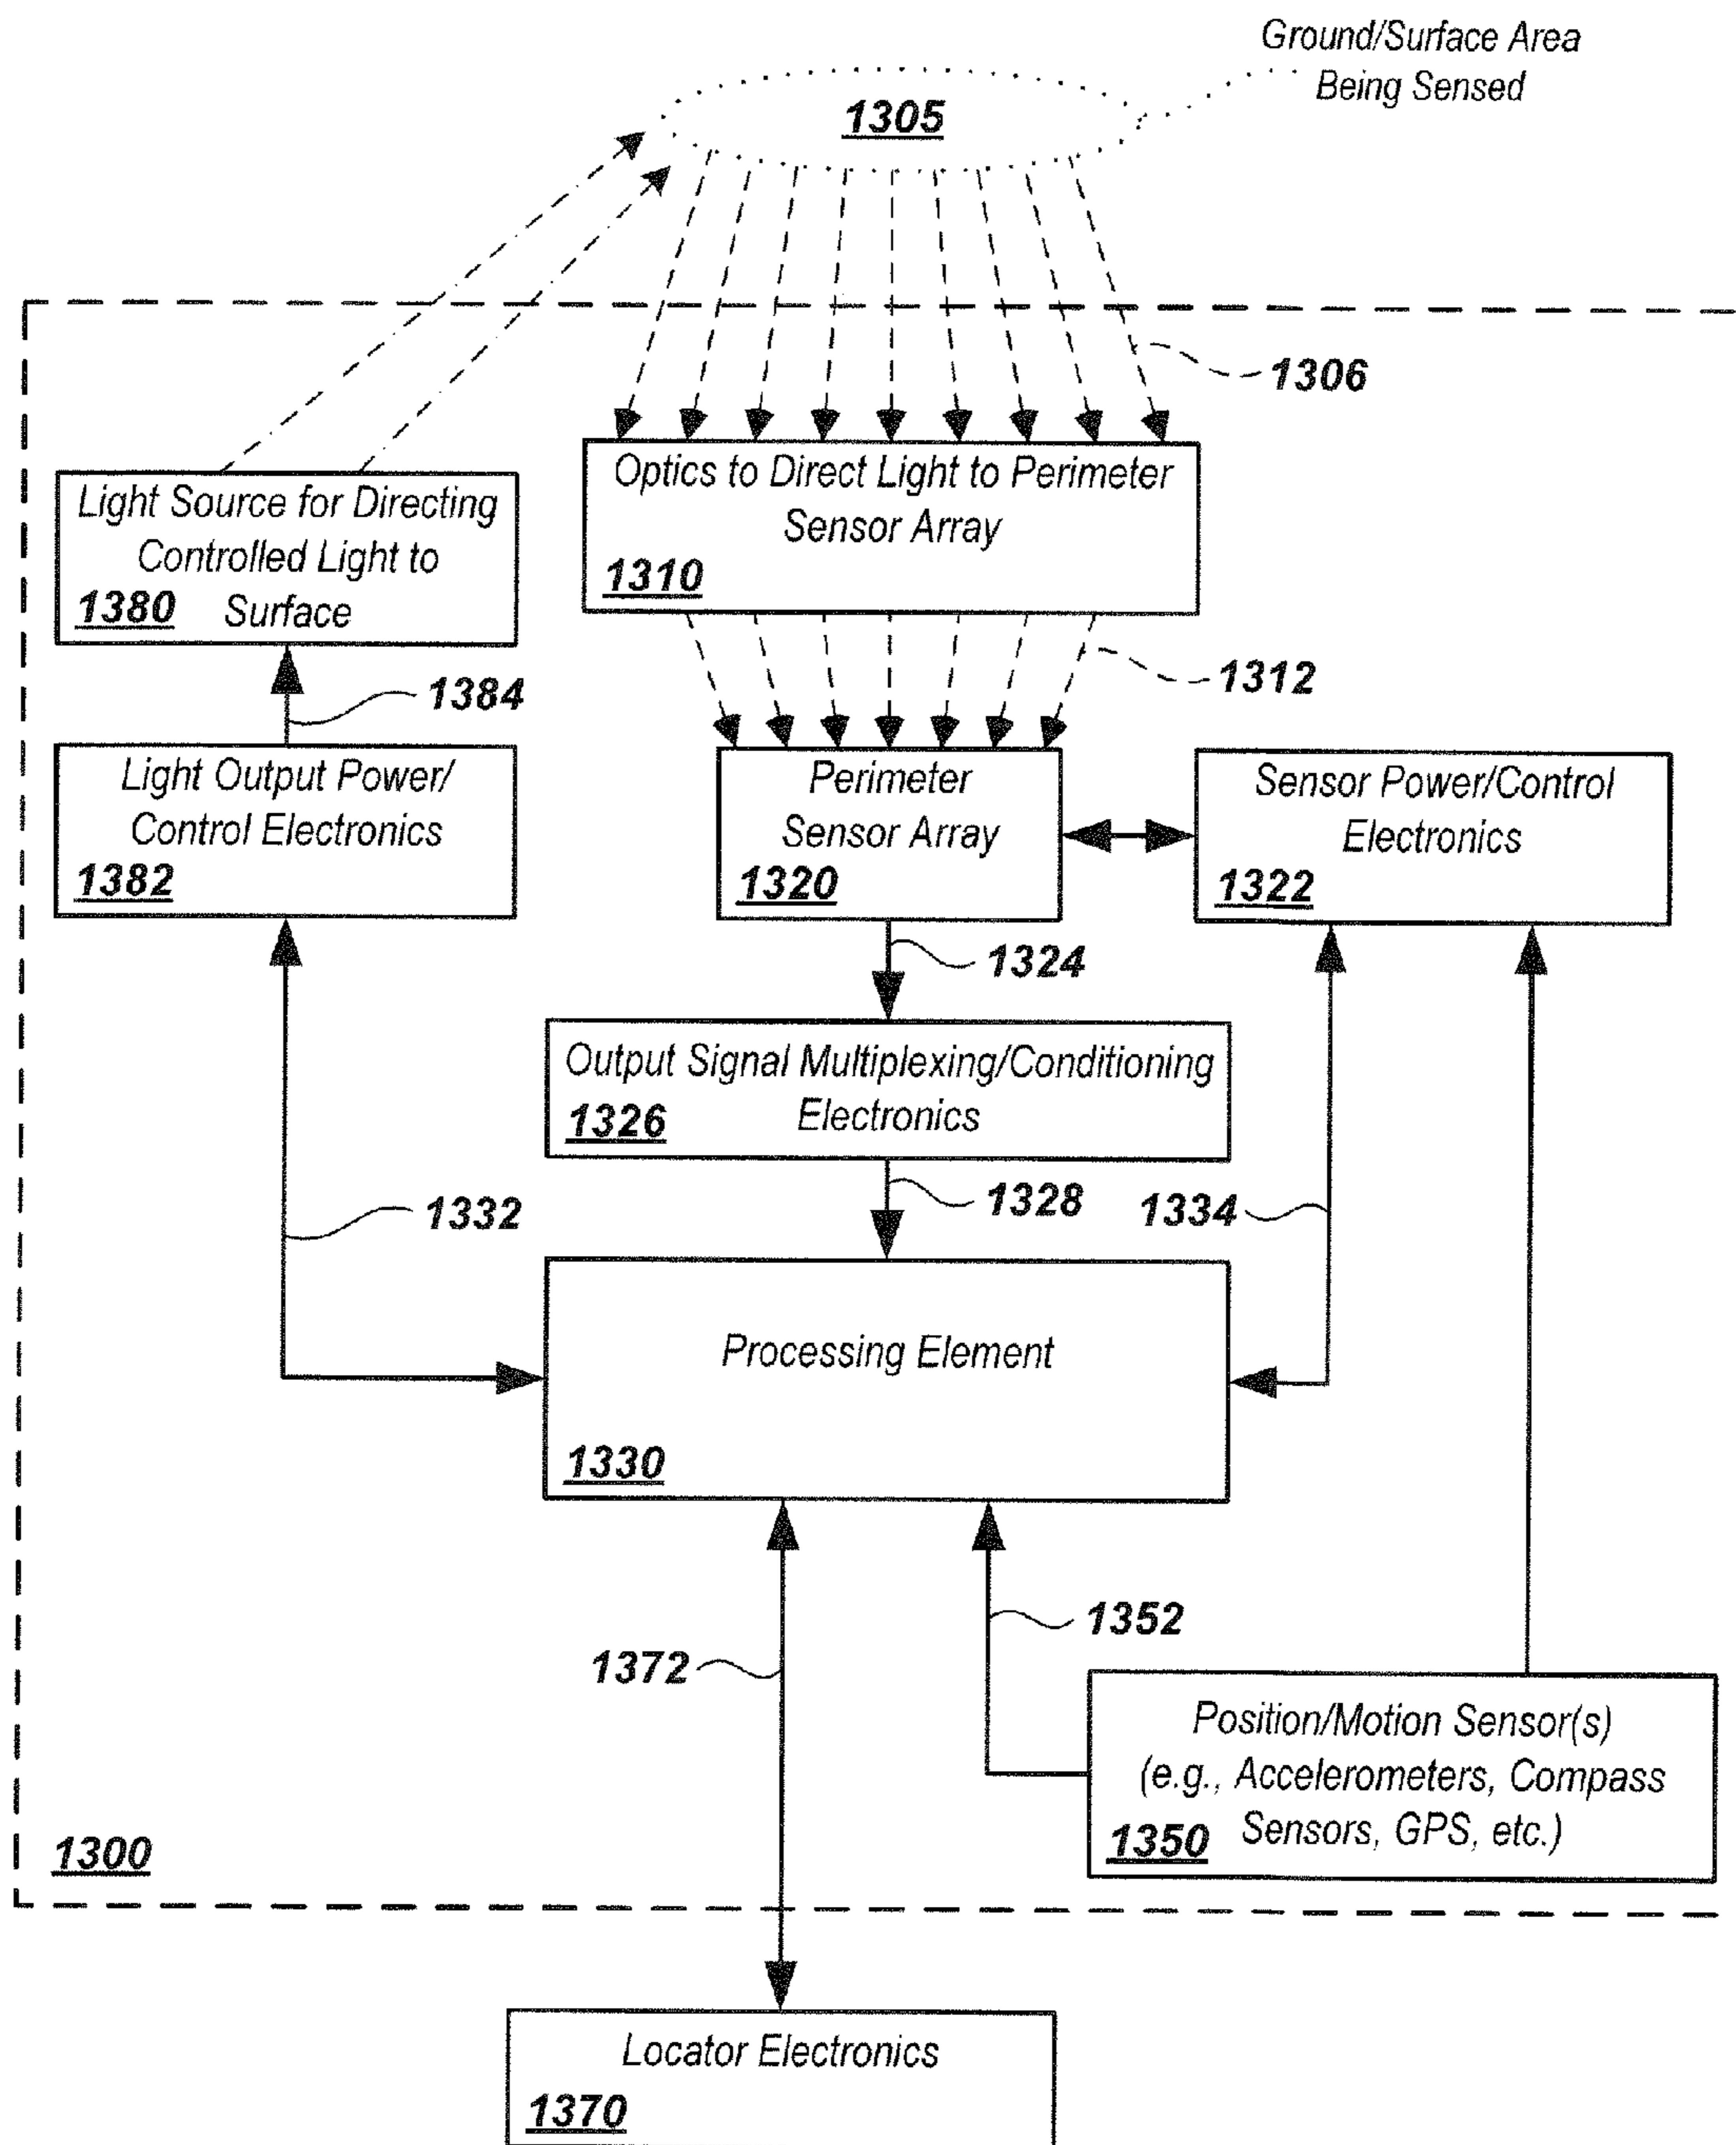 Ground/Surface Area
Being Sensed
1305
1306
Optics to Direct Light to Perimeter
Sensor Array
1310
Light Source for Directing
Controlled Light to
Surface
1380
1312
1384
Light Output Power/
Control Electronics
1382
Perimeter
Sensor Array
1320
Sensor Power/Control
Electronics
1322
1324
Output Signal Multiplexing/Conditioning
Electronics
1326
1332
1328
1334
Processing Element
1330
1352
1372
Position/Motion Sensor(s)
(e.g., Accelerometers, Compass
Sensors, GPS, etc.)
1350
1300
Locator Electronics
1370